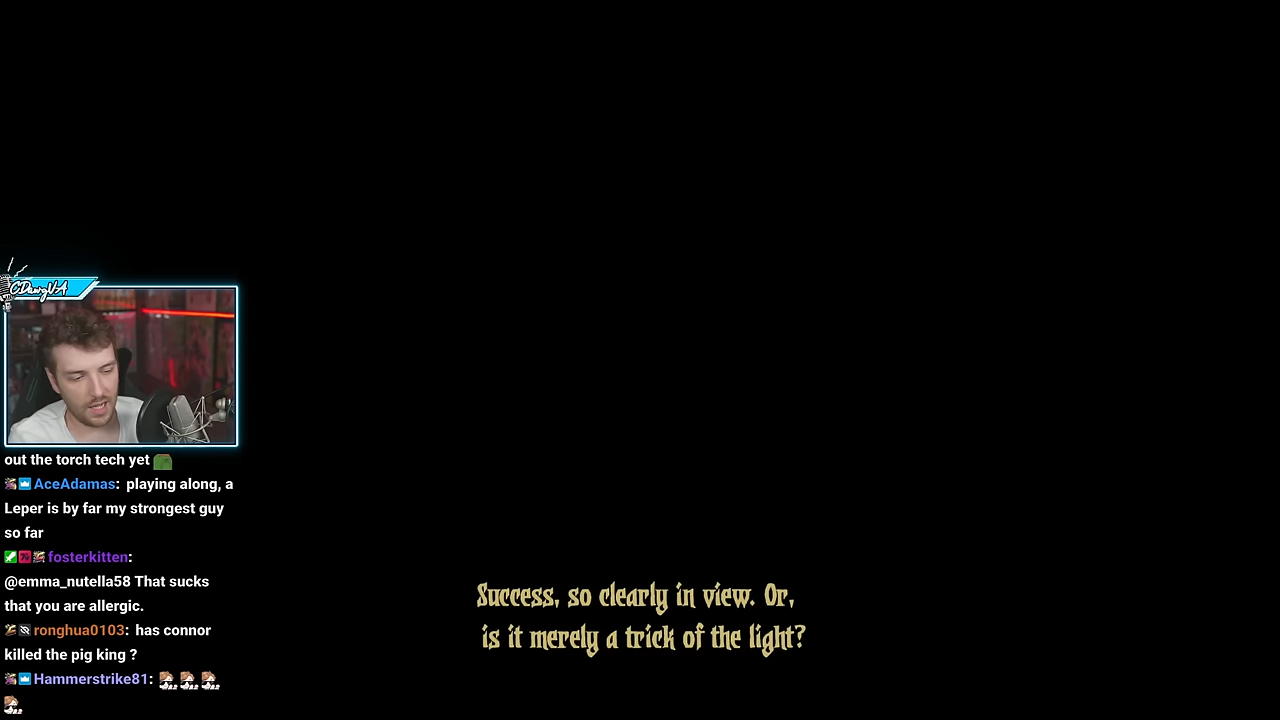 CDawgVA
out the torch tech yet
AceAdamas: playing along, a
Leper is by far my strongest guy
so far
fosterkitten:
@emma_nutella58 That sucks
that you are allergic.
ronghua0103: has connor
killed the pig king ?
Hammerstrike81:
Success, so clearly in view. Or,
is it merely a trick of the light?